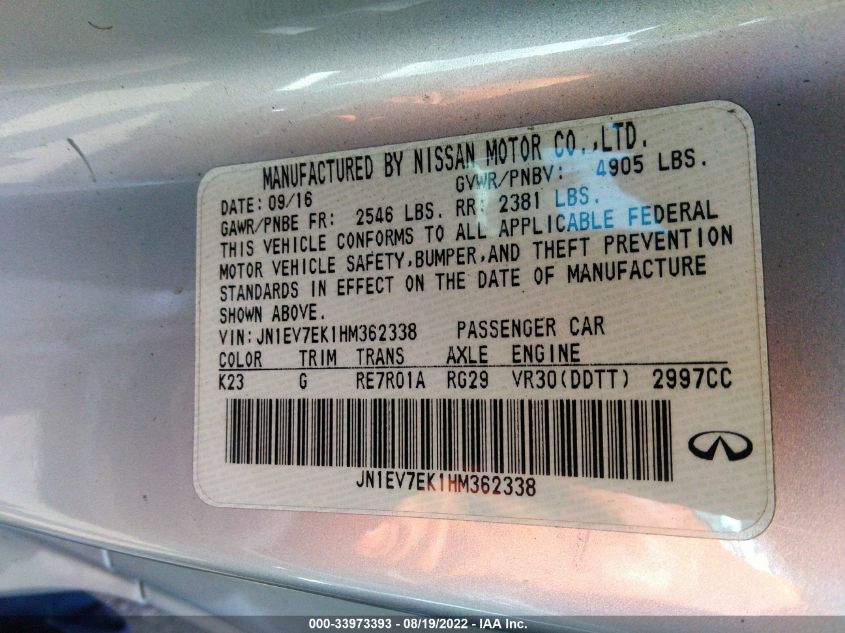 MANUFACTURED BY NISSAN MOTOR CO.,LTD.
DATE: 09/16 GVWR/PNBV: 4905 LBS.
GAWR/PNBE FR: 2546 LBS. RR: 2381 LBS.
THIS VEHICLE CONFORMS TO ALL APPLICABLE FEDERAL
MOTOR VEHICLE SAFETY,BUMPER,AND THEFT PREVENTION
STANDARDS IN EFFECT ON THE DATE OF MANUFACTURE
SHOWN ABOVE.
VIN:JN1EV7EK1HM362338 PASSENGER CAR
COLOR TRIM TRANS AXLE ENGINE
K23 G RE7R01A RG29 VR30(DDTT) 2997CC
JN1EV7EK1HM362338
000-33973393 - 08/19/2022 - IAA Inc.